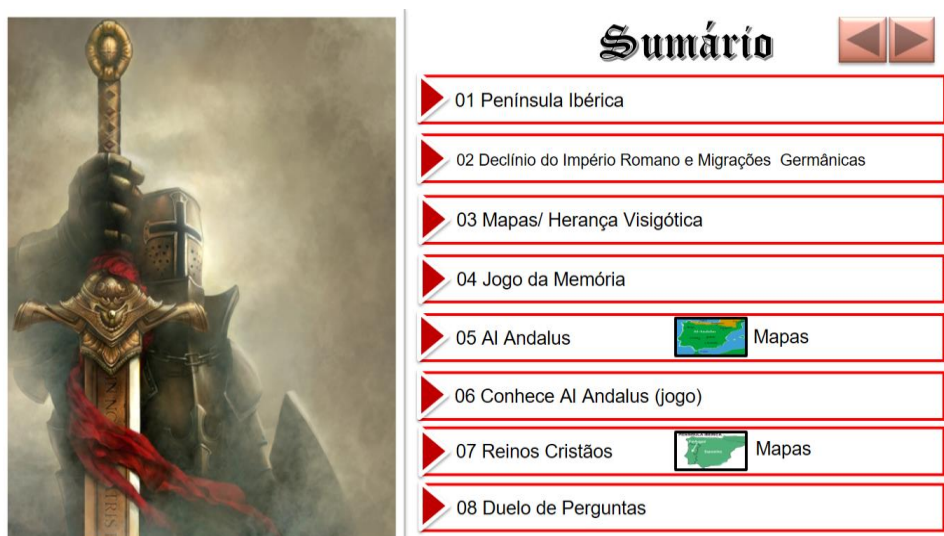 Sumário
01 Península Ibérica
02 Declínio do Império Romano e Migrações Germânicas
03 Mapas/ Herança Visigótica
04 Jogo da Memória
05 Al Andalus
Mapas
06 Conhece Al Andalus (jogo)
07 Reinos Cristãos
Mapas
08 Duelo de Perguntas